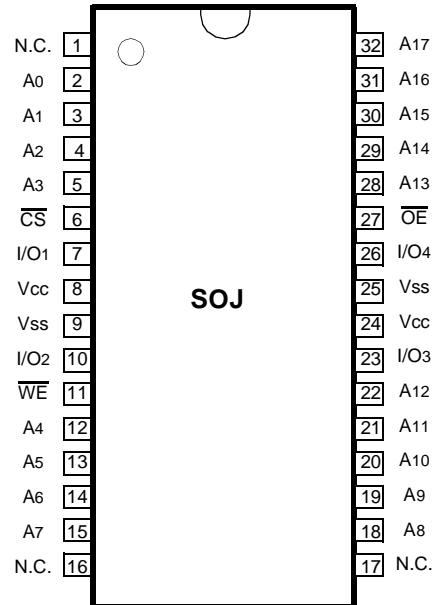 N.C. 1 32 A17
A0 2 31 A16
A1 3 30 A15
A2 4 29 A14
A3 5 28 A13
C̅S̅ 6 27 O̅E̅
I/O1 7 26 I/O4
Vcc 8 25 Vss
SOJ
Vss 9 24 Vcc
I/O2 10 23 I/O3
W̅E̅ 11 22 A12
A4 12 21 A11
A5 13 20 A10
A6 14 19 A9
A7 15 18 A8
N.C. 16 17 N.C.